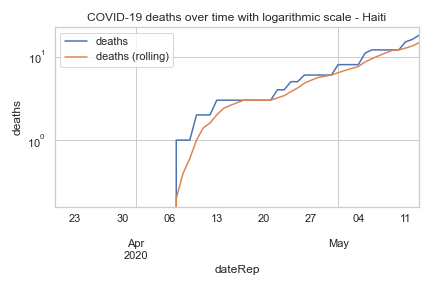 COVID-19 deaths over time with logarithmic scale - Haiti
deaths
deaths (rolling)
10¹
10⁰
deaths
23 30 06 13 20 27 04 11
Apr May
2020
dateRep